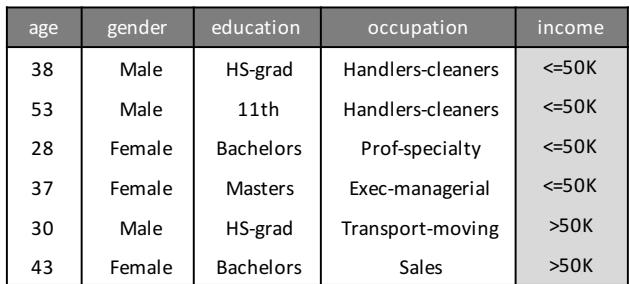 age gender education occupation income
38 Male HS-grad Handlers-cleaners <=50K
53 Male 11th Handlers-cleaners <=50K
28 Female Bachelors Prof-specialty <=50K
37 Female Masters Exec-managerial <=50K
30 Male HS-grad Transport-moving >50K
43 Female Bachelors Sales >50K